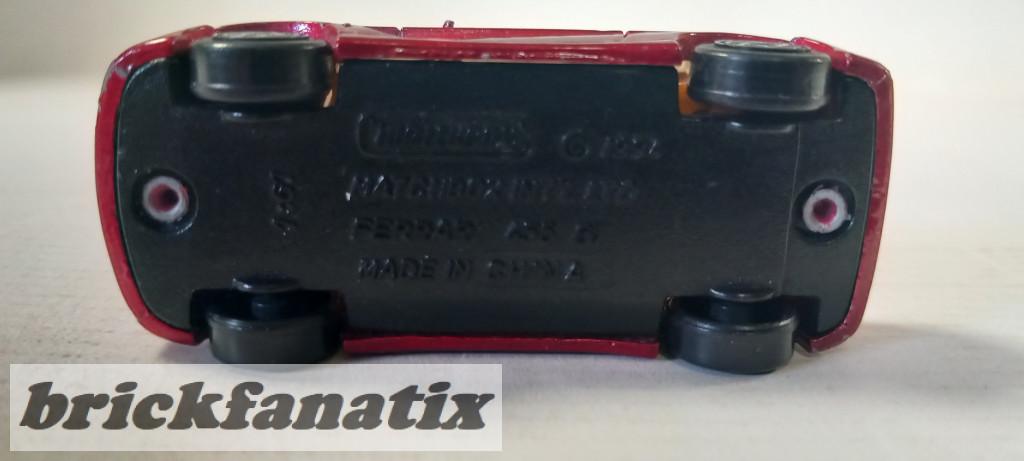 MATCHBOX © 1994
MATCHBOX INT'L LTD
FERRARI 456 GT
MADE IN CHINA
brickfanatix